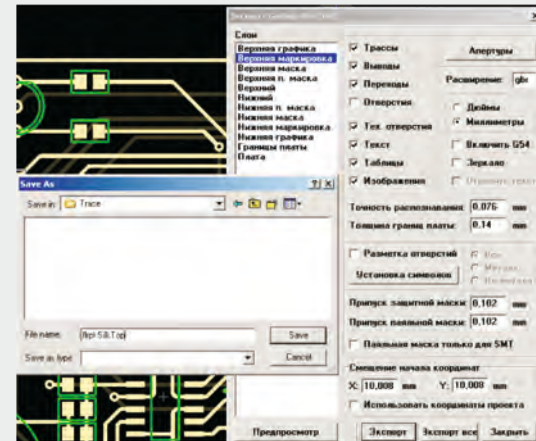 Слои
Верхняя графика
Верхняя маркировка
Верхняя маска
Верхняя п. маска
Верхний
Нижний
Нижняя п. маска
Нижняя маска
Нижняя маркировка
Нижняя графика
Границы платы
Плата
Трассы
Выводы
Переходы
Отверстия
Тех. отверстия
Текст
Таблицы
Изображения
Апертуры
Расширение: gbr
Дюймы
Миллиметры
Включить G54
Зеркало
Точность распознавания: 0,076 mm
Толщина границ платы: 0,14 mm
Разметка отверстий
Установка символов
Припуск защитной маски: 0,102 mm
Припуск паяльной маски: 0,102 mm
Паяльная маска только для SMT
Смещение начала координат
X: 10,008 mm Y: 10,008 mm
Использовать координаты проекта
Предпросмотр Экспорт Экспорт все Закрыть
Save As
Save in: Trace
File name: Save
Save as type: Cancel